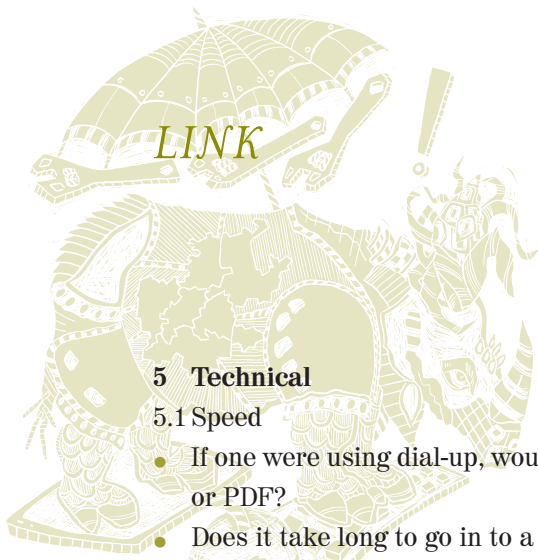 LINK
5 Technical
5.1 Speed
• If one were using dial-up, wou
or PDF?
• Does it take long to go in to a